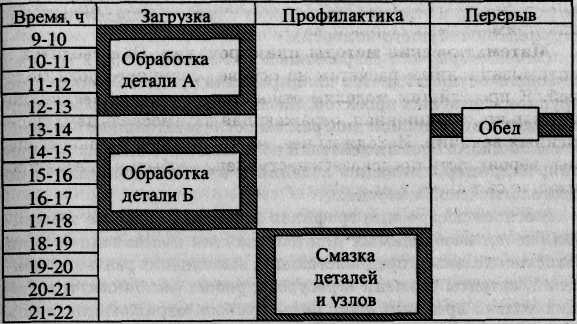 Время, ч Загрузка Профилактика Перерыв
9-10
10-11
11-12
12-13
13-14
14-15
15-16
16-17
17-18
18-19
19-20
20-21
21-22
Обработка
детали А
Обед
Обработка
детали Б
Смазка
деталей
и узлов